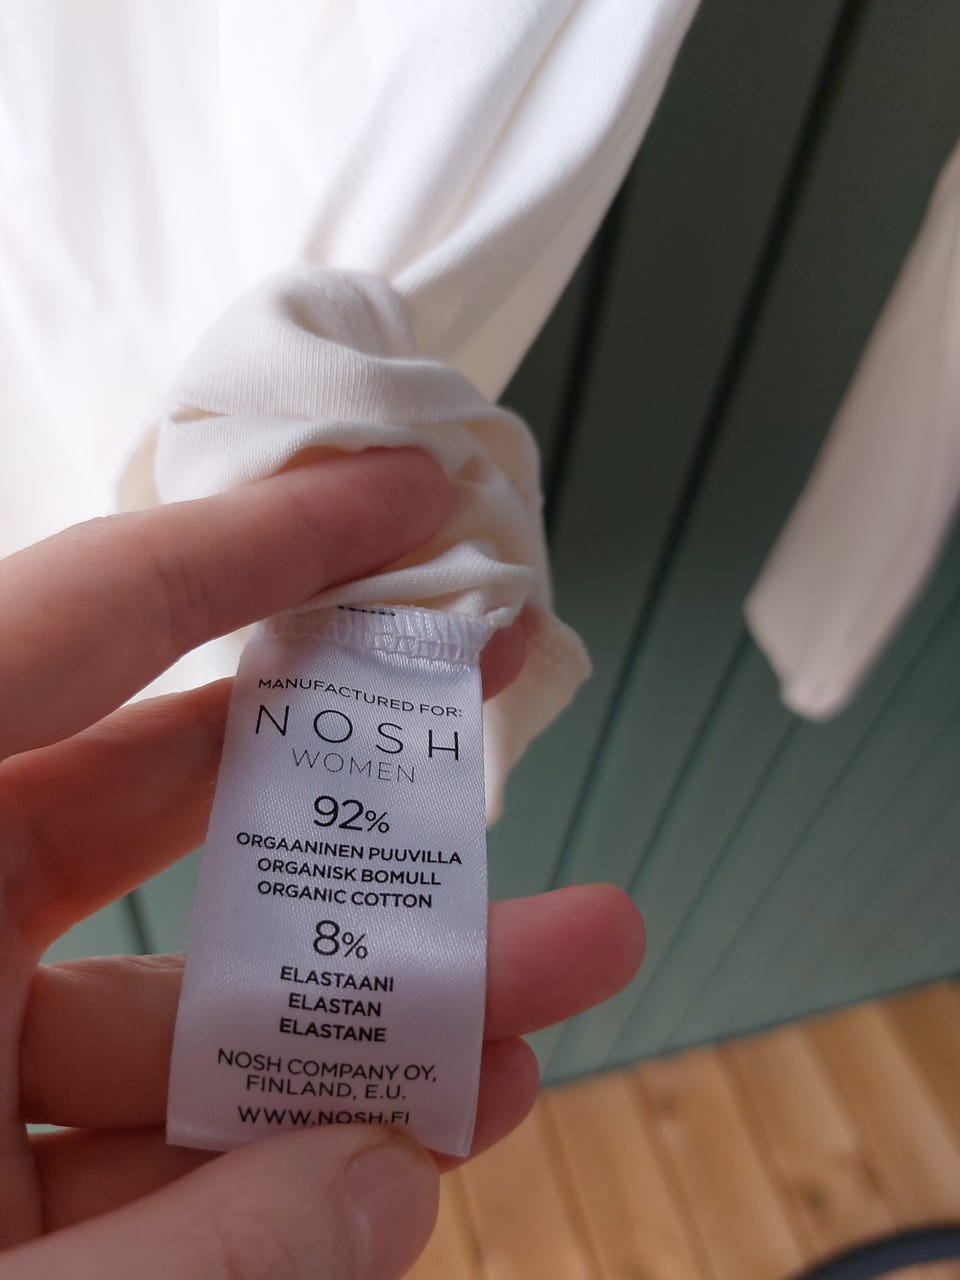 MANUFACTURED FOR:
NOSH
WOMEN
92%
ORGAANINEN PUUVILLA
ORGANISK BOMULL
ORGANIC COTTON
8%
ELASTAANI
ELASTAN
ELASTANE
NOSH COMPANY OY,
FINLAND, E.U.
WWW.NOSH.FI